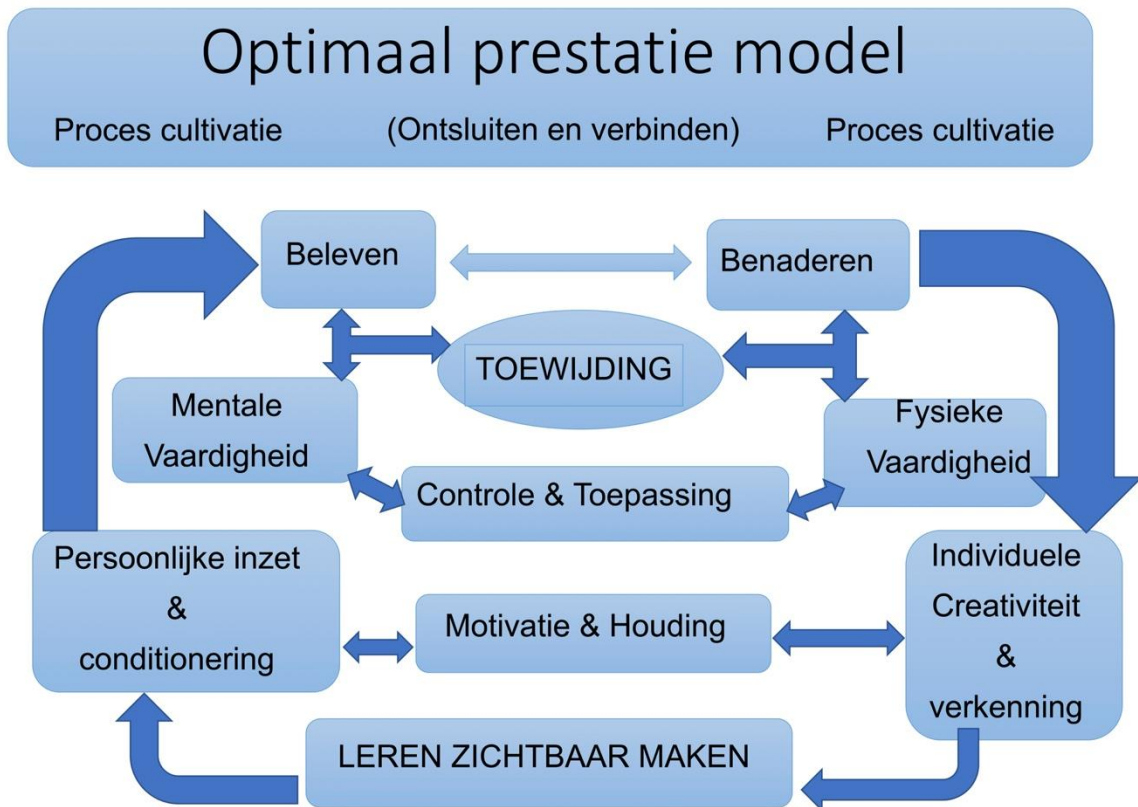 Optimaal prestatie model
Proces cultivatie (Ontsluiten en verbinden) Proces cultivatie
Beleven
Benaderen
TOEWIJDING
Mentale
Vaardigheid
Fysieke
Vaardigheid
Controle & Toepassing
Persoonlijke inzet
&
conditionering
Motivatie & Houding
Individuele
Creativiteit
&
verkenning
LEREN ZICHTBAAR MAKEN